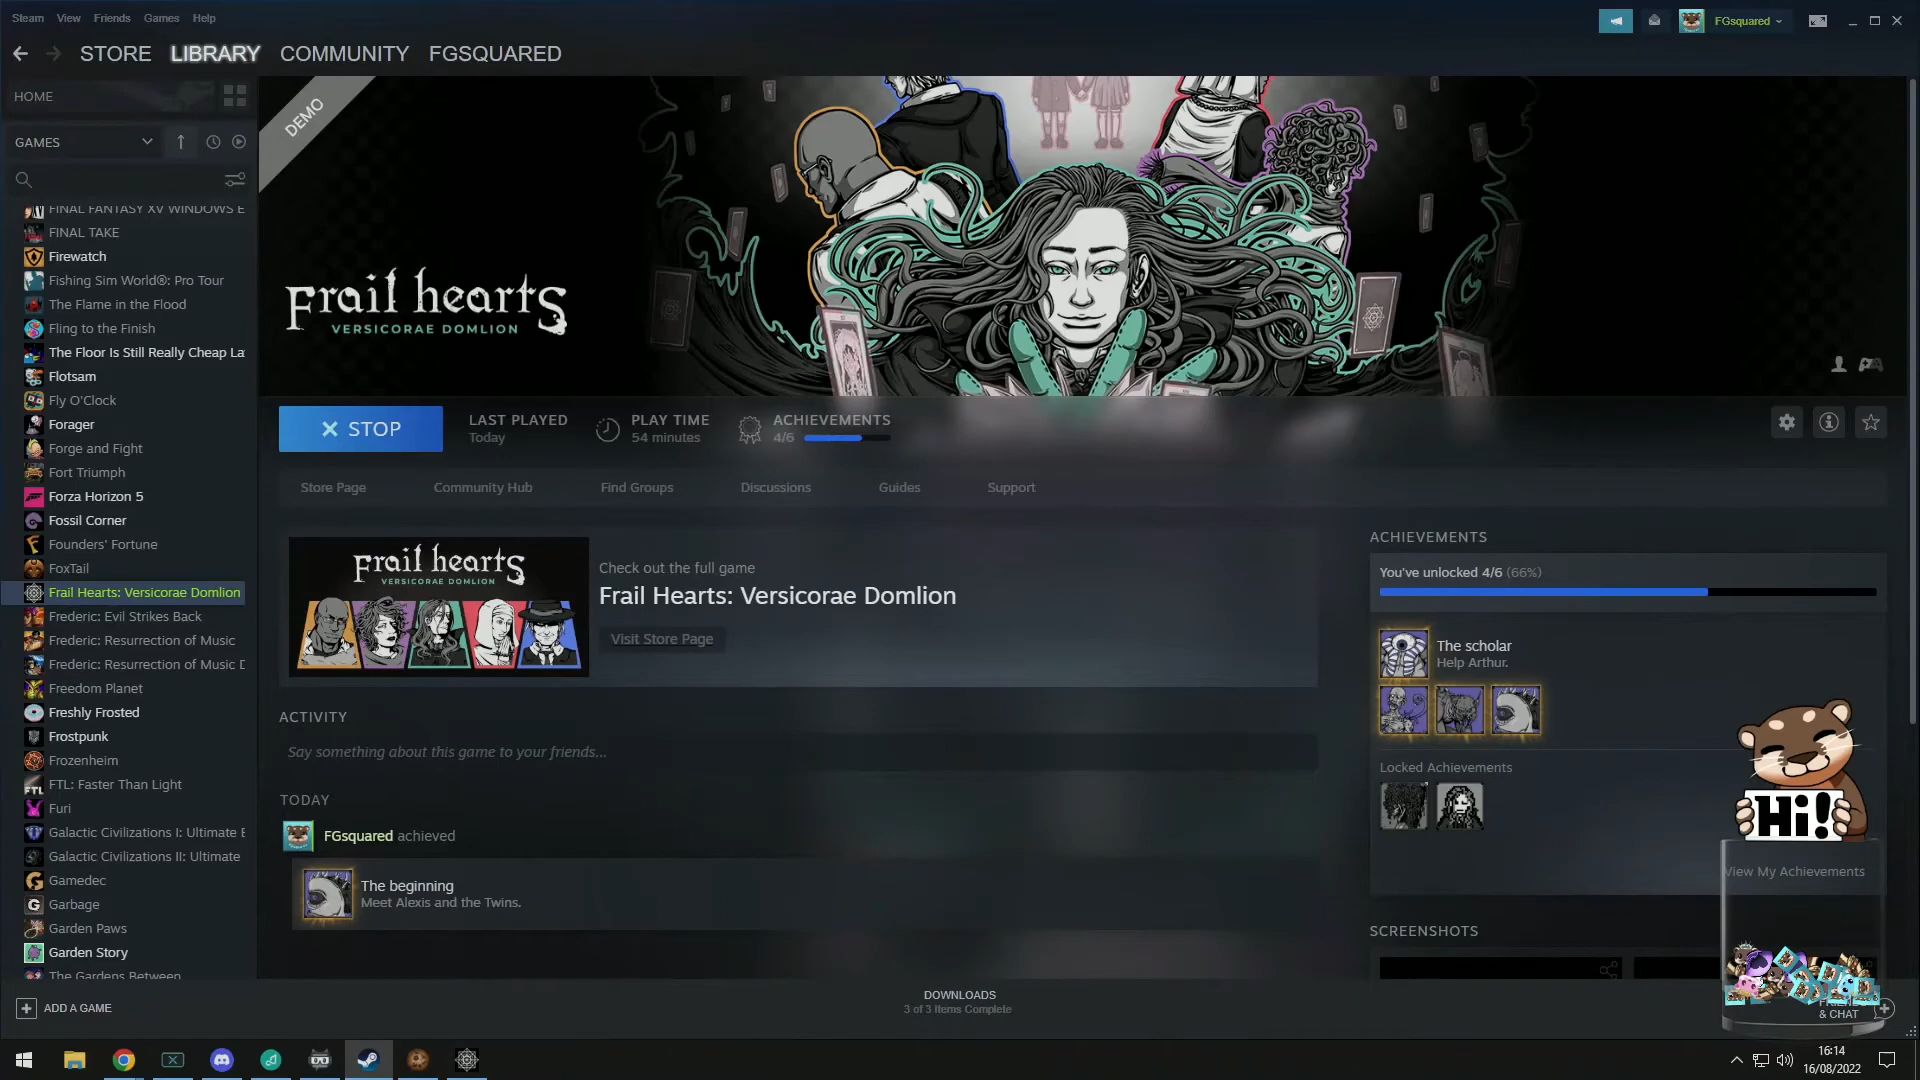 Steam View Friends Games Help
FGsquared
STORE LIBRARY COMMUNITY FGSQUARED
HOME
GAMES
FINAL FANTASY XV WINDOWS E
FINAL TAKE
Firewatch
Fishing Sim World®: Pro Tour
The Flame in the Flood
Fling to the Finish
The Floor Is Still Really Cheap La
Flotsam
Fly O'Clock
Forager
Forge and Fight
Fort Triumph
Forza Horizon 5
Fossil Corner
Founders' Fortune
FoxTail
Frail Hearts: Versicorae Domlion
Frederic: Evil Strikes Back
Frederic: Resurrection of Music
Frederic: Resurrection of Music D
Freedom Planet
Freshly Frosted
Frostpunk
Frozenheim
FTL: Faster Than Light
Furi
Galactic Civilizations I: Ultimate E
Galactic Civilizations II: Ultimate
Gamedec
Garbage
Garden Paws
Garden Story
The Gardens Between
ADD A GAME
DEMO
Frail hearts
VERSICORAE DOMLION
STOP
LAST PLAYED
Today
PLAY TIME
54 minutes
ACHIEVEMENTS
4/6
Store Page Community Hub Find Groups Discussions Guides Support
Frail hearts
VERSICORAE DOMLION
Check out the full game
Frail Hearts: Versicorae Domlion
Visit Store Page
ACTIVITY
Say something about this game to your friends...
TODAY
FGsquared achieved
The beginning
Meet Alexis and the Twins.
ACHIEVEMENTS
You've unlocked 4/6 (66%)
The scholar
Help Arthur.
Locked Achievements
Hi!
View My Achievements
SCREENSHOTS
DOWNLOADS
3 of 3 Items Complete
& CHAT
16:14
16/08/2022